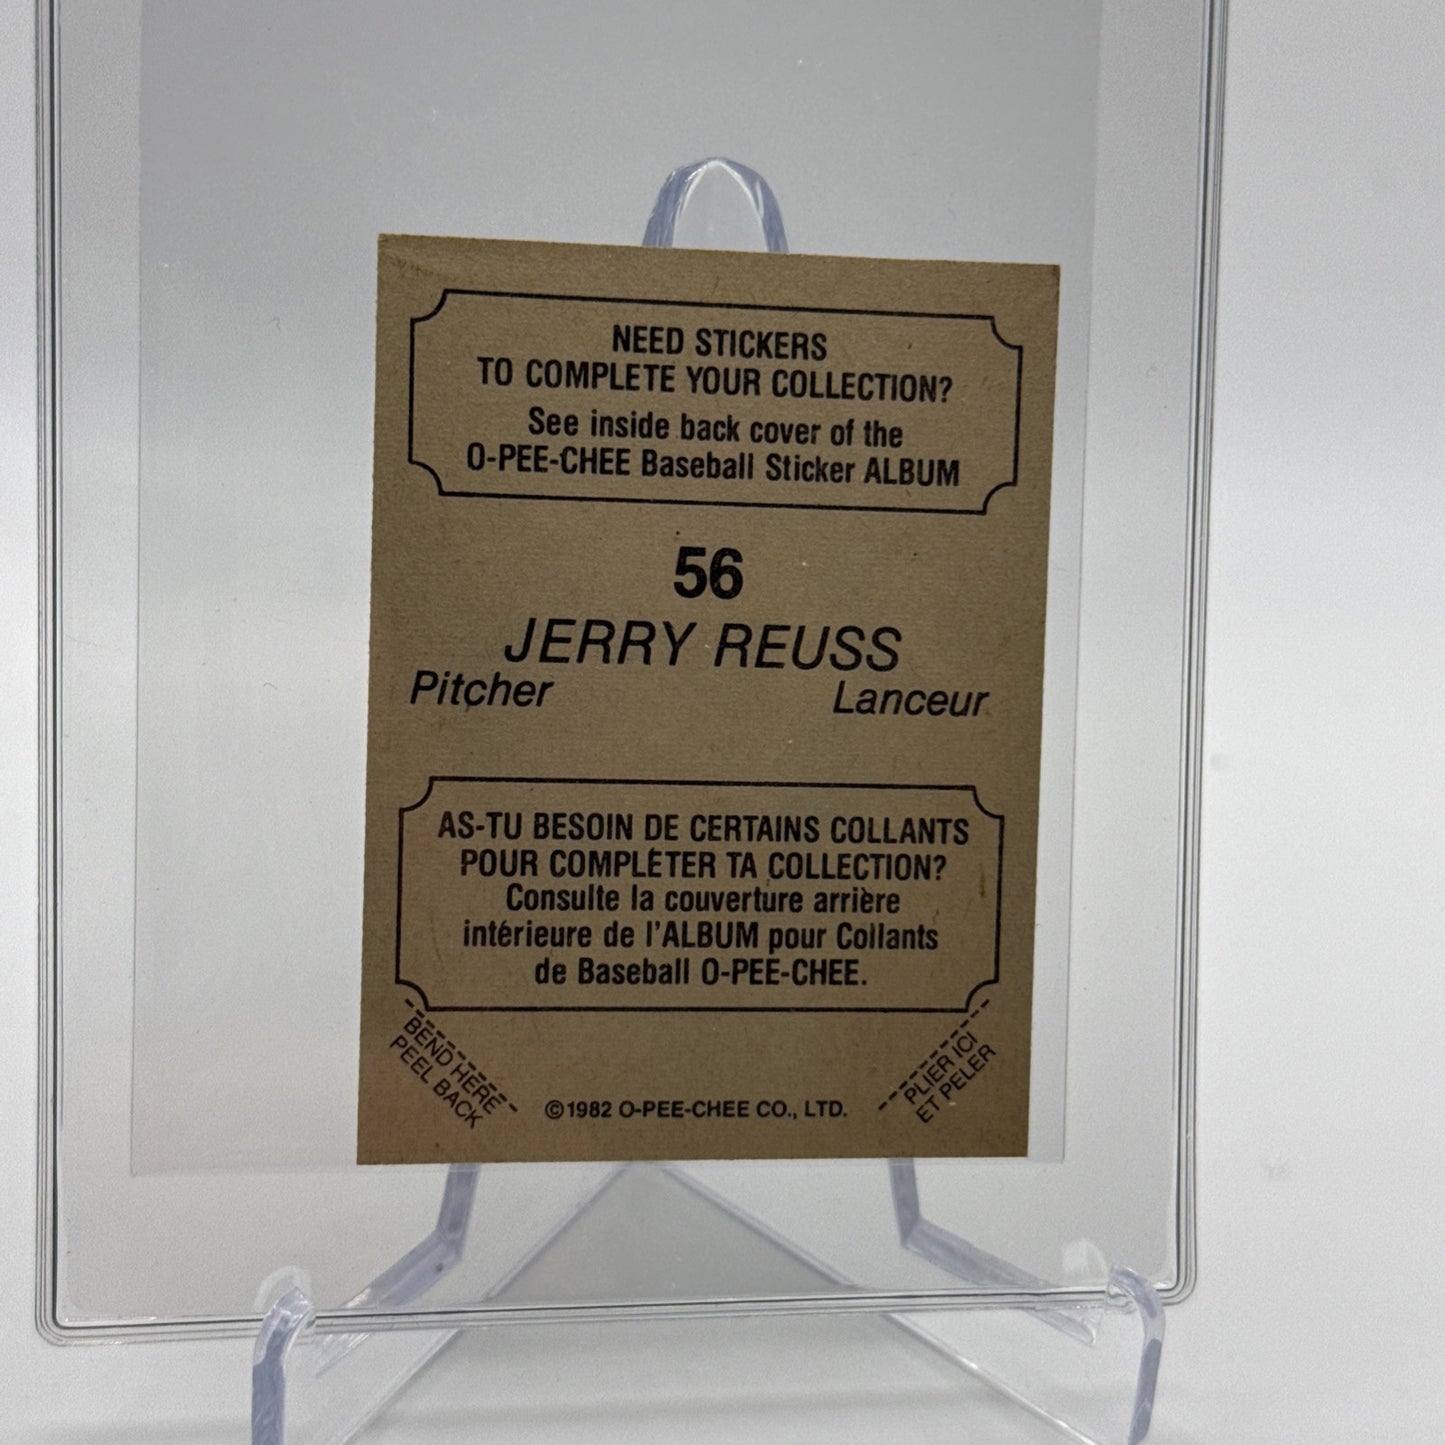 NEED STICKERS
TO COMPLETE YOUR COLLECTION?
See inside back cover of the
O-PEE-CHEE Baseball Sticker ALBUM
56
JERRY REUSS
Pitcher Lanceur
AS-TU BESOIN DE CERTAINS COLLANTS
POUR COMPLÉTER TA COLLECTION?
Consulte la couverture arrière
intérieure de l'ALBUM pour Collants
de Baseball O-PEE-CHEE.
BEND HERE
PEEL BACK
©1982 O-PEE-CHEE CO., LTD.
PLIER ICI
ET PELER